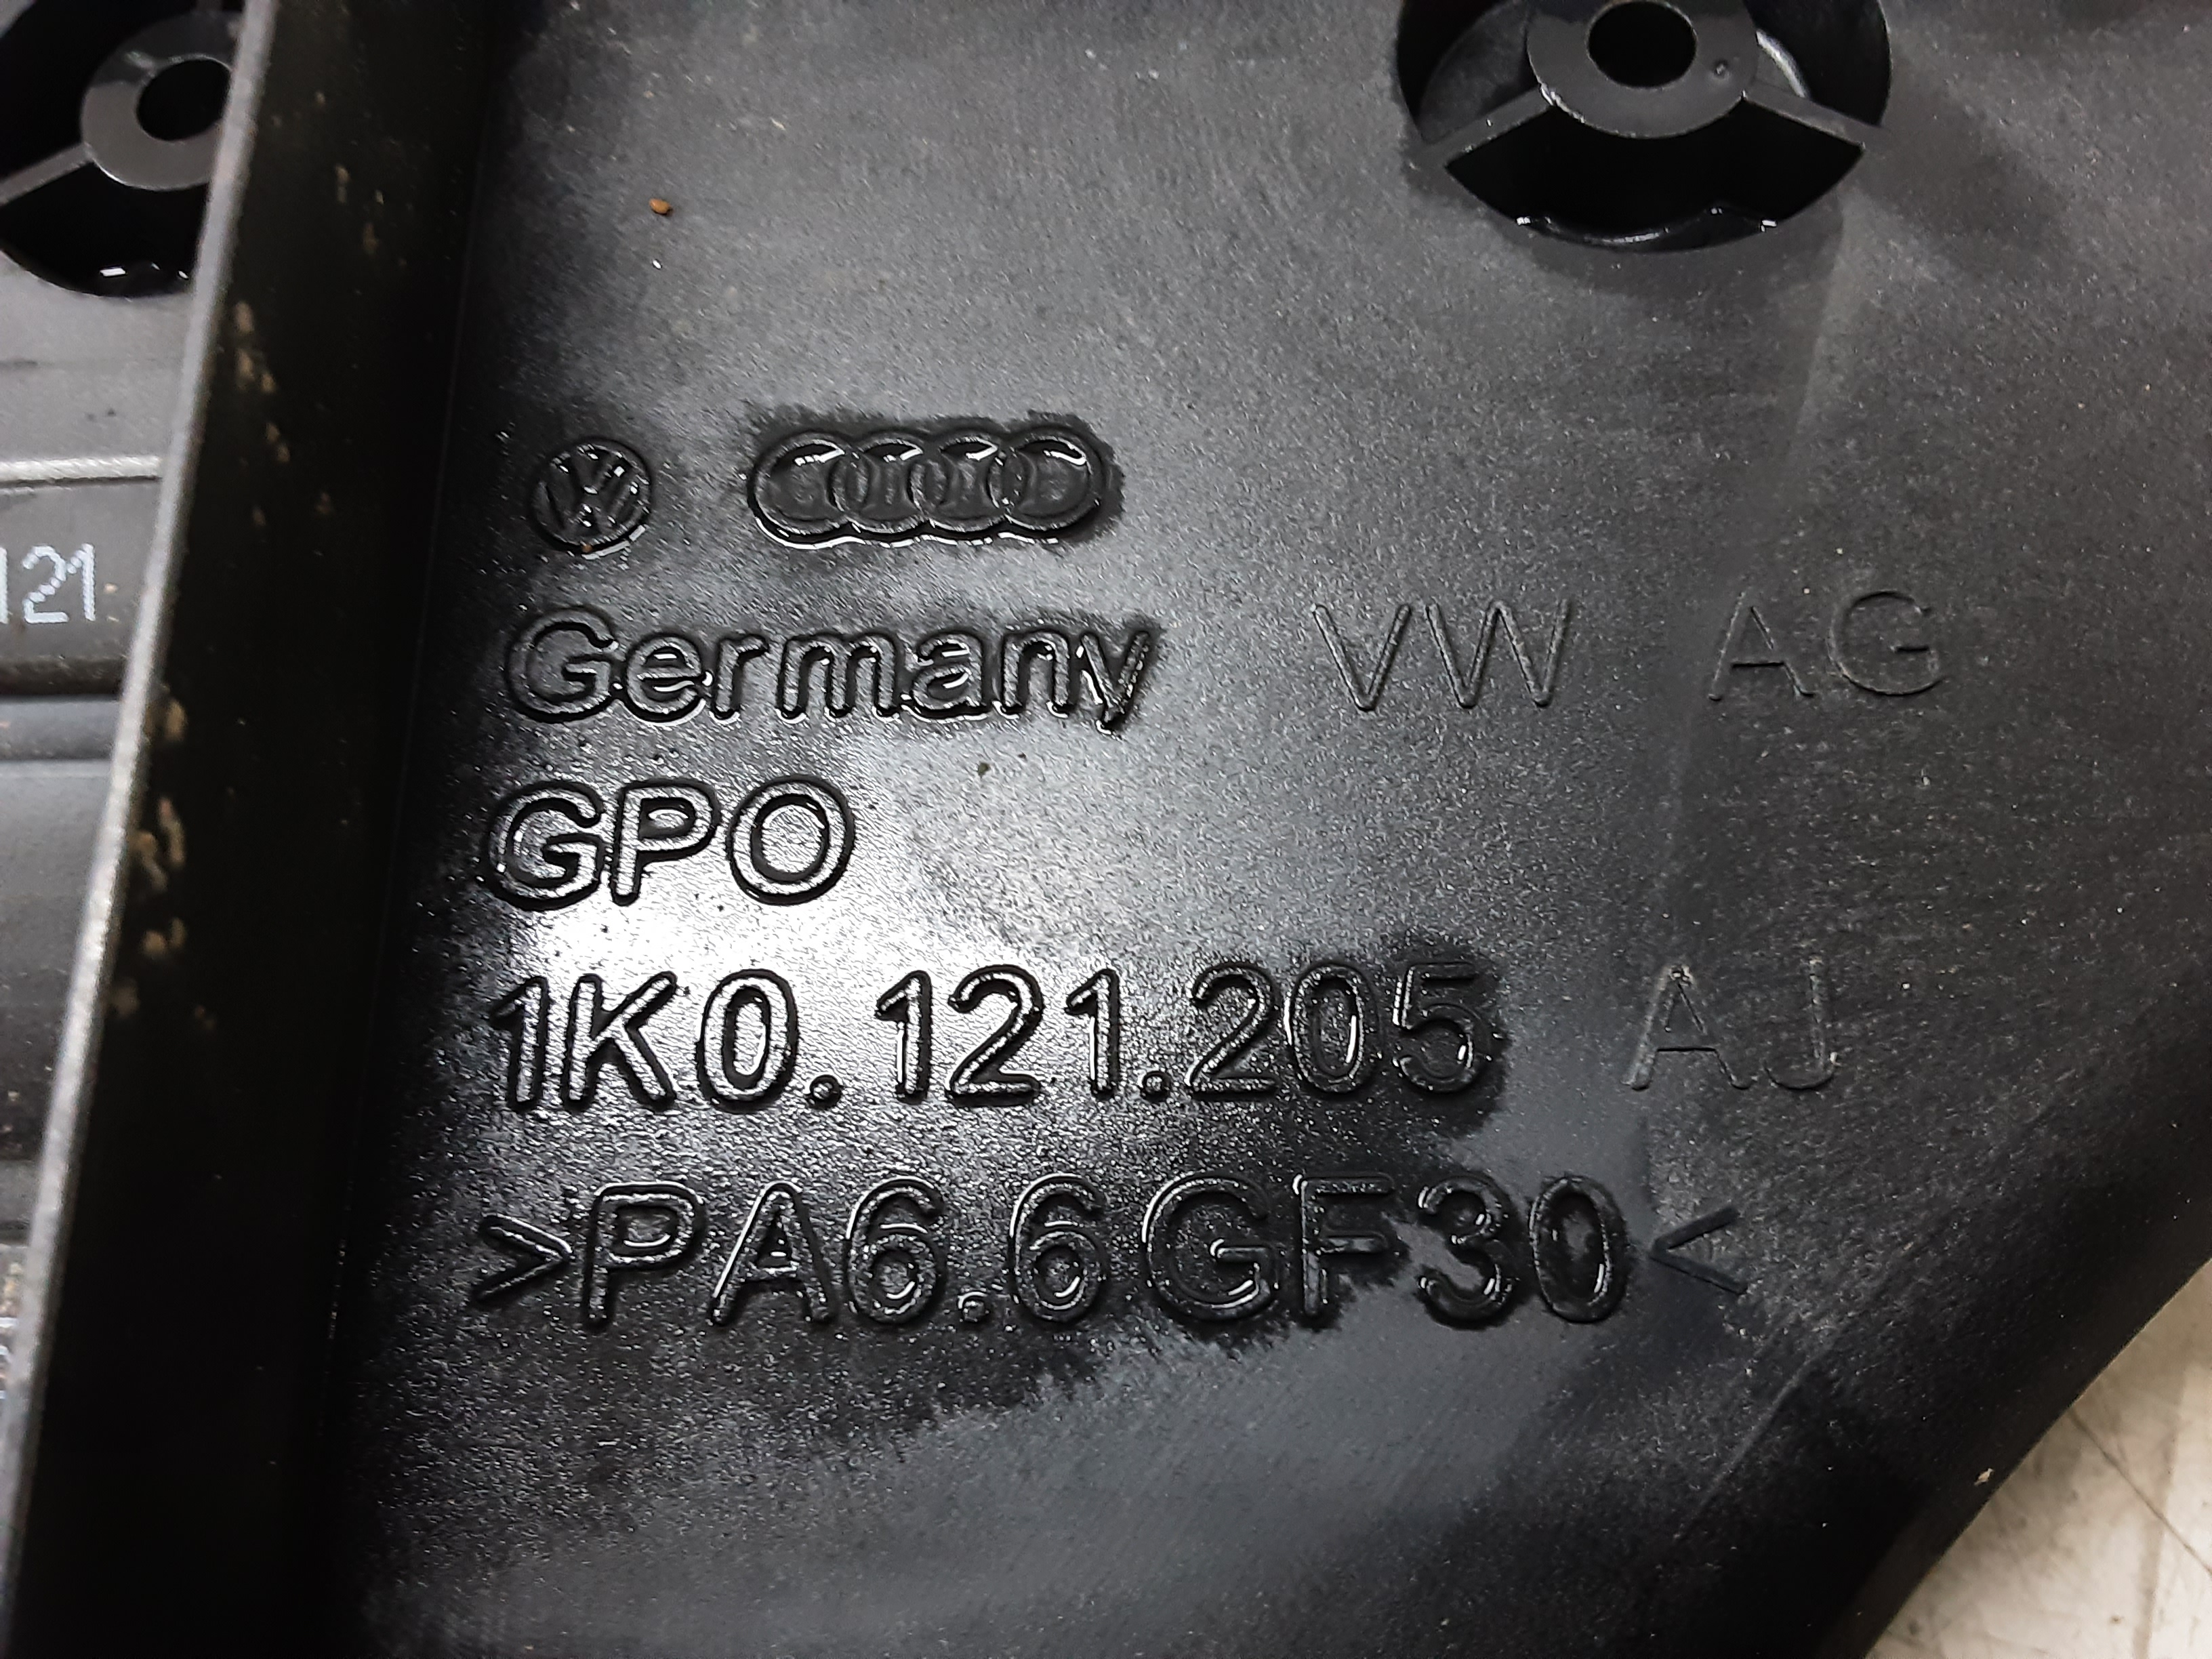 121
Germany VW AG
GPO
1K0.121.205 AJ
>PA6.6GF30<